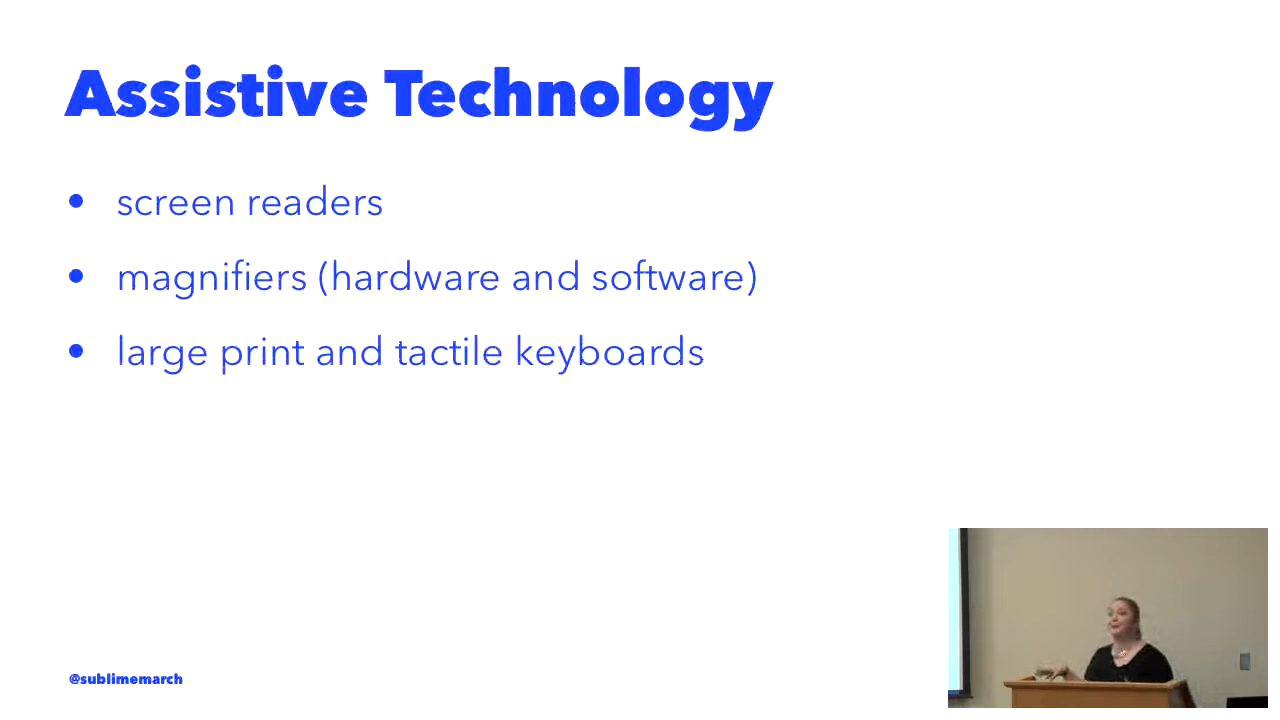 Assistive Technology
• screen readers
• magnifiers (hardware and software)
• large print and tactile keyboards
@sublimemarch